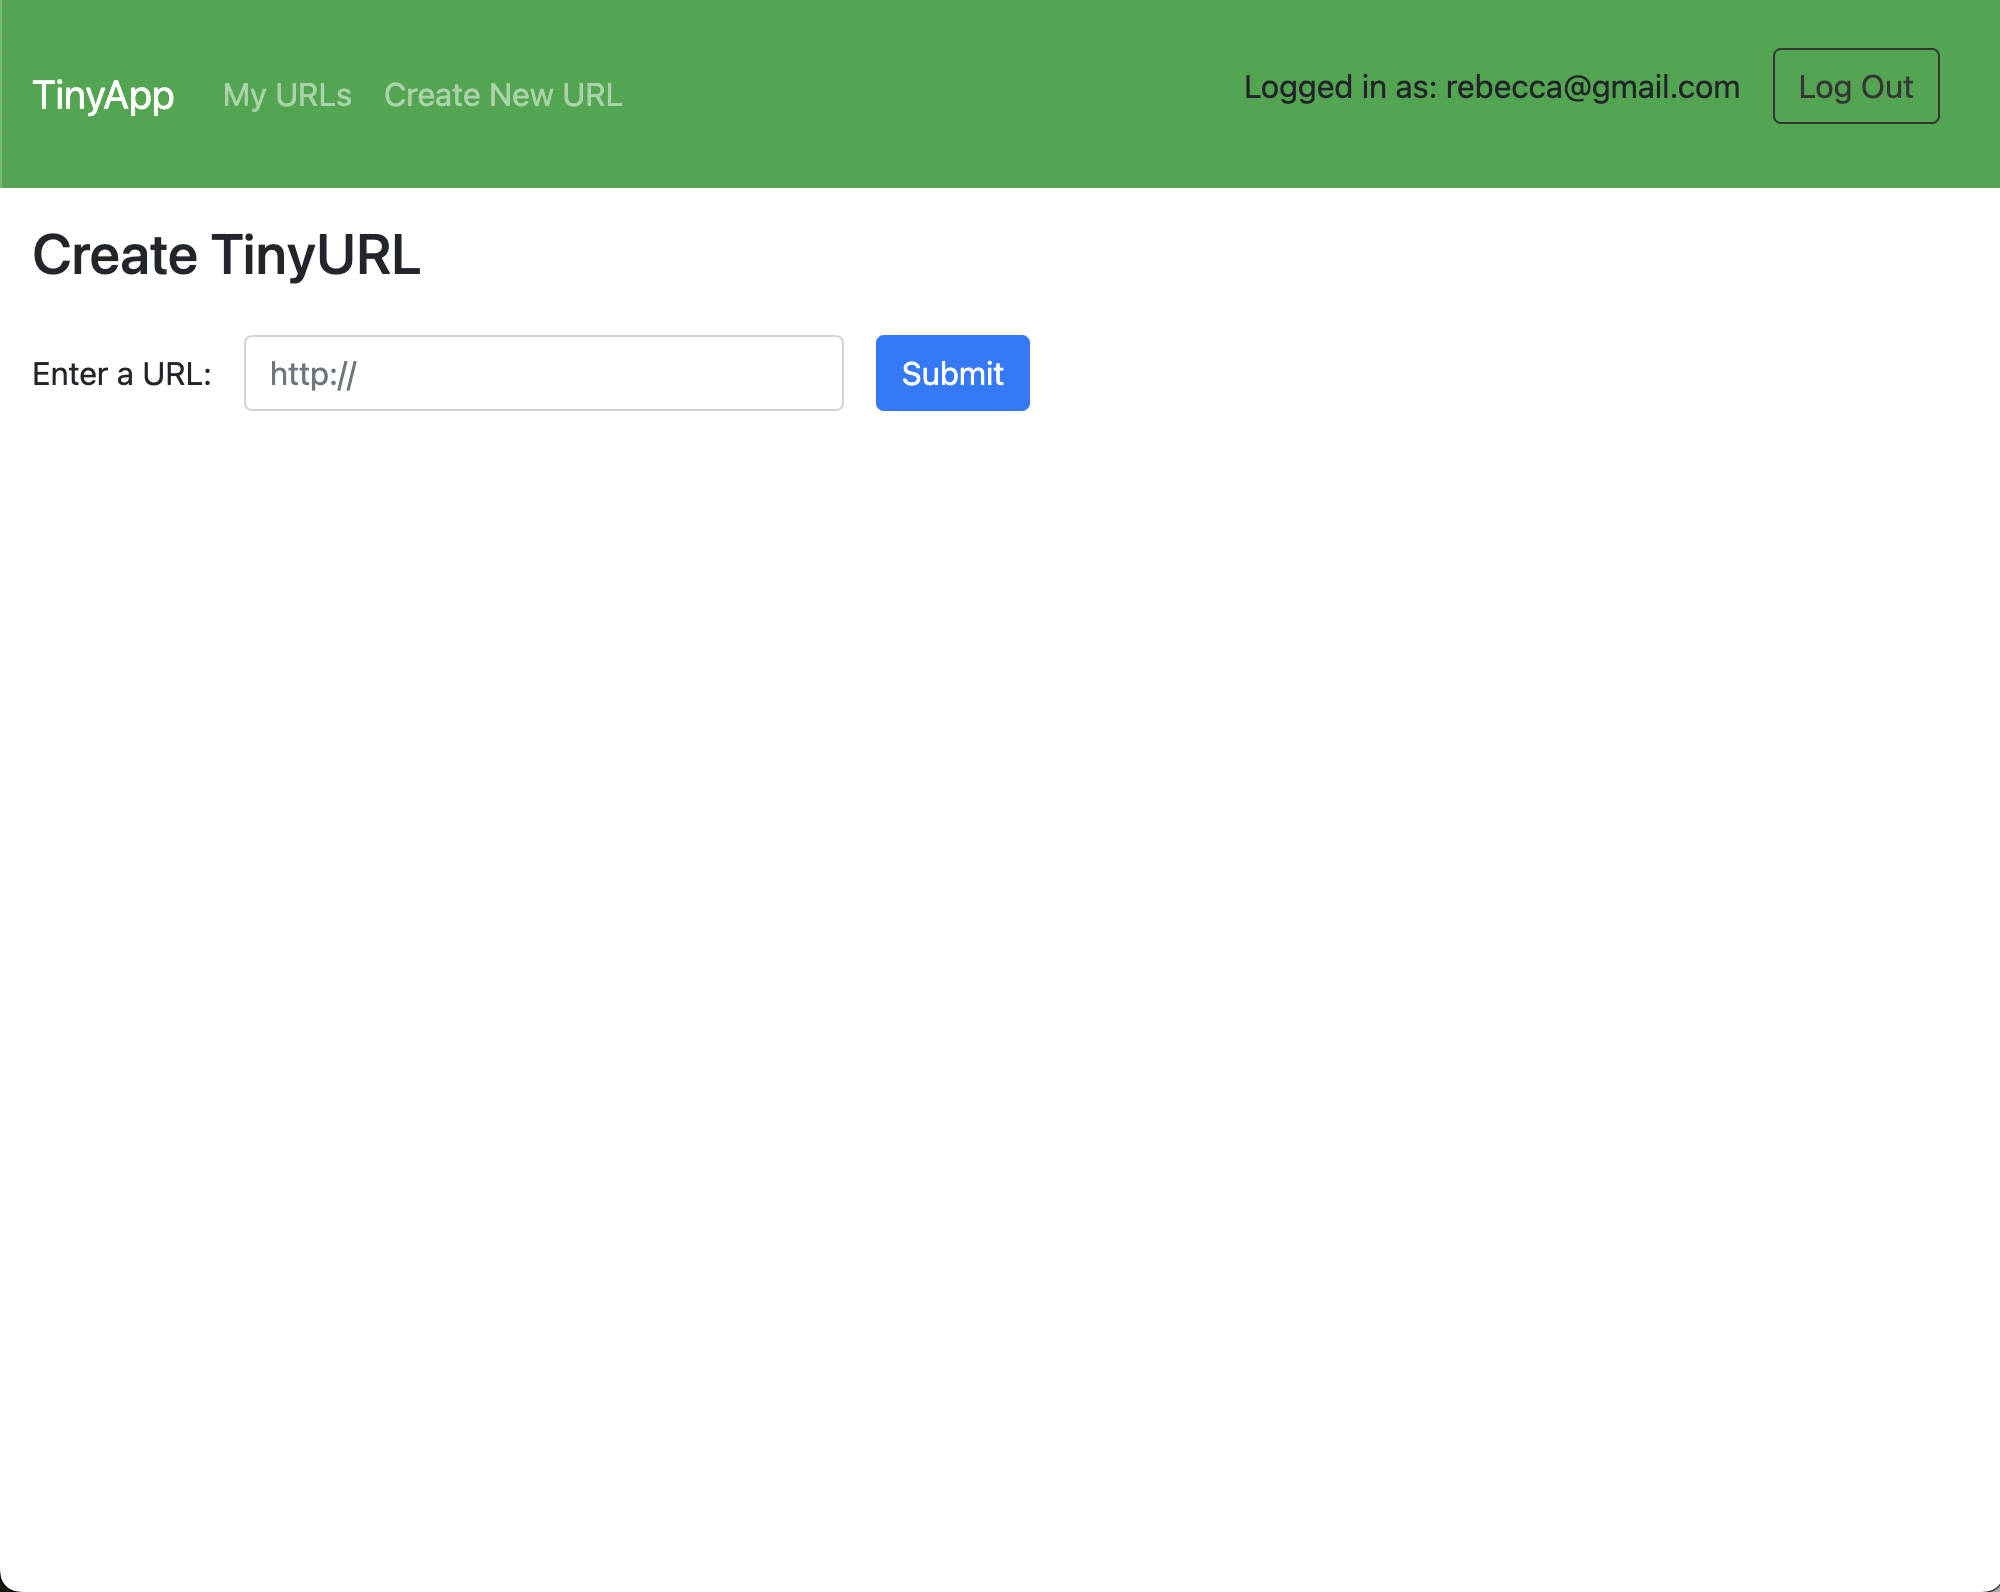 TinyApp My URLs Create New URL Logged in as: rebecca@gmail.com Log Out
Create TinyURL
Enter a URL: http:// Submit